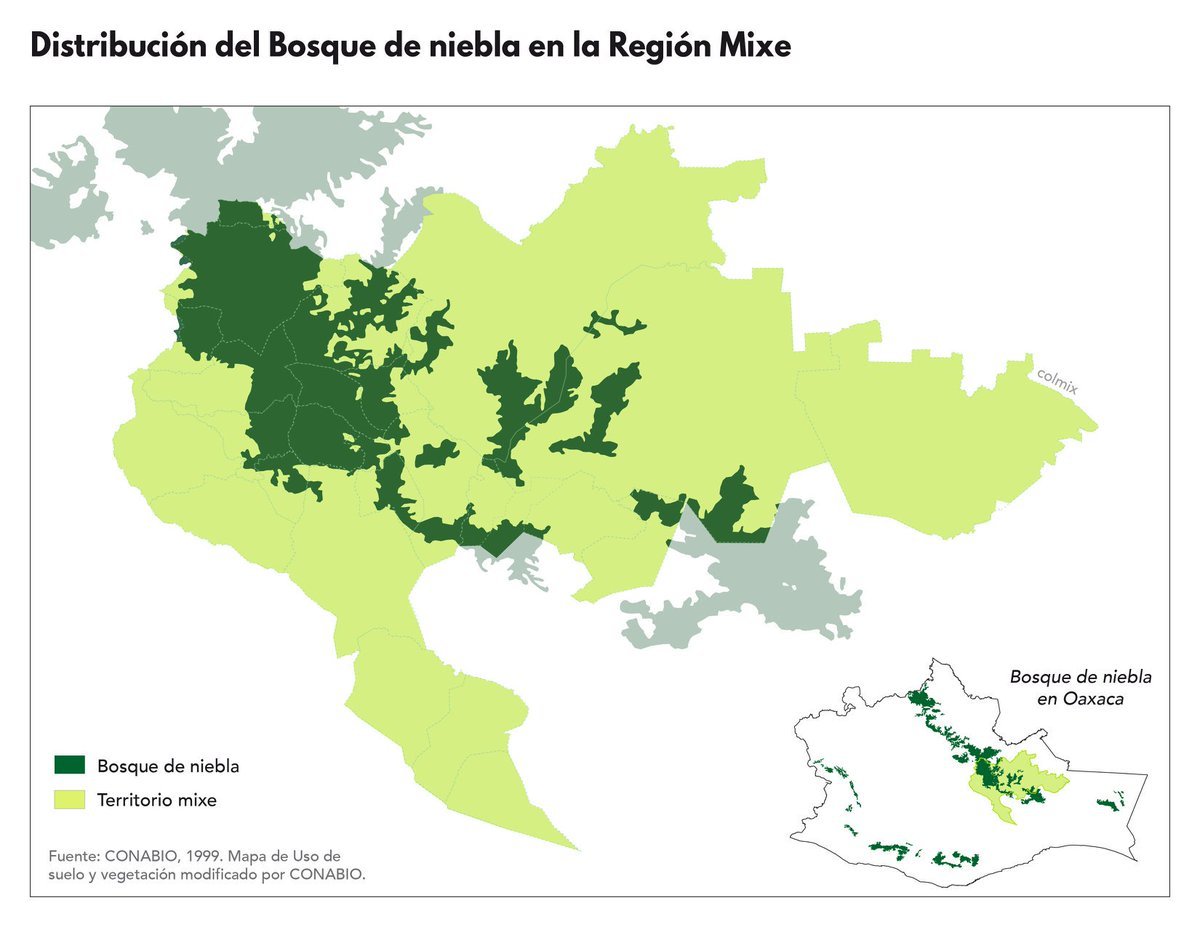 Distribución del Bosque de niebla en la Región Mixe
colmix
Bosque de niebla
en Oaxaca
Bosque de niebla
Territorio mixe
Fuente: CONABIO, 1999. Mapa de Uso de
suelo y vegetación modificado por CONABIO.